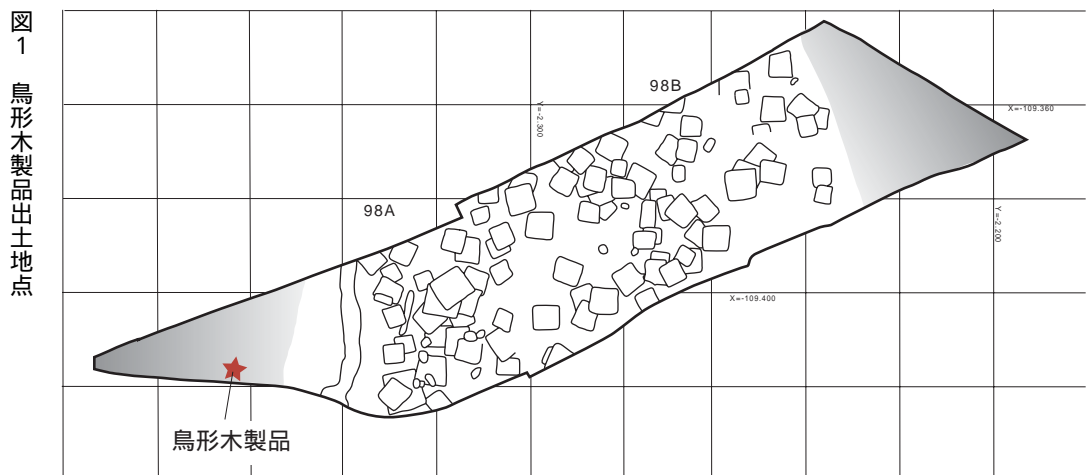 図1　鳥形木製品出土地点
98B
X=-109.360
Y=-2.300
98A
Y=-2.200
X=-109.400
鳥形木製品